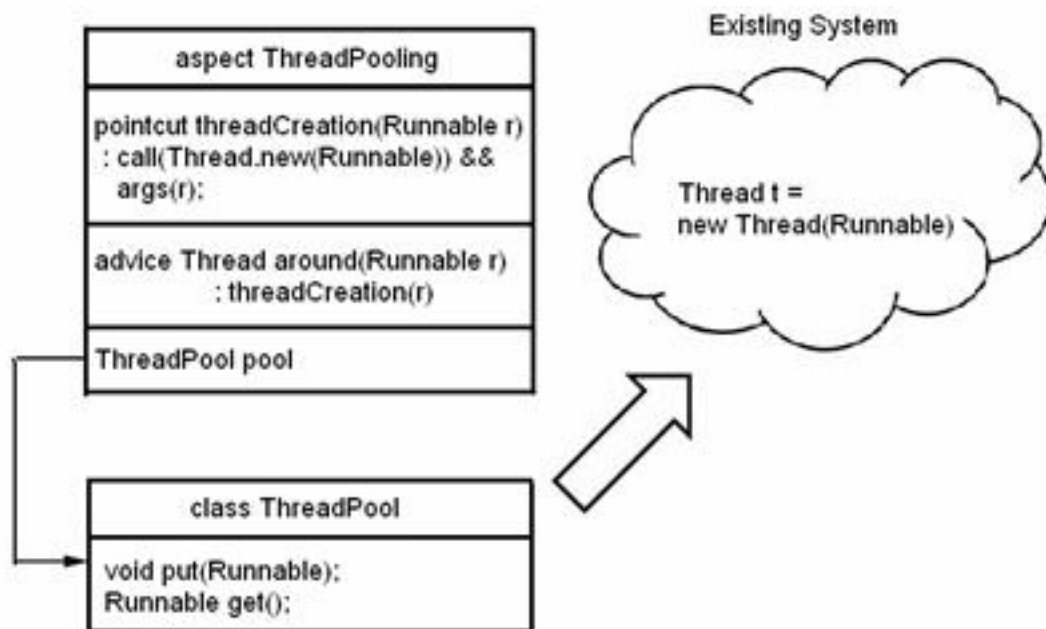 aspect ThreadPooling
pointcut threadCreation(Runnable r)
: call(Thread.new(Runnable)) &&
args(r);
advice Thread around(Runnable r)
: threadCreation(r)
ThreadPool pool
class ThreadPool
void put(Runnable);
Runnable get();
Existing System
Thread t =
new Thread(Runnable)